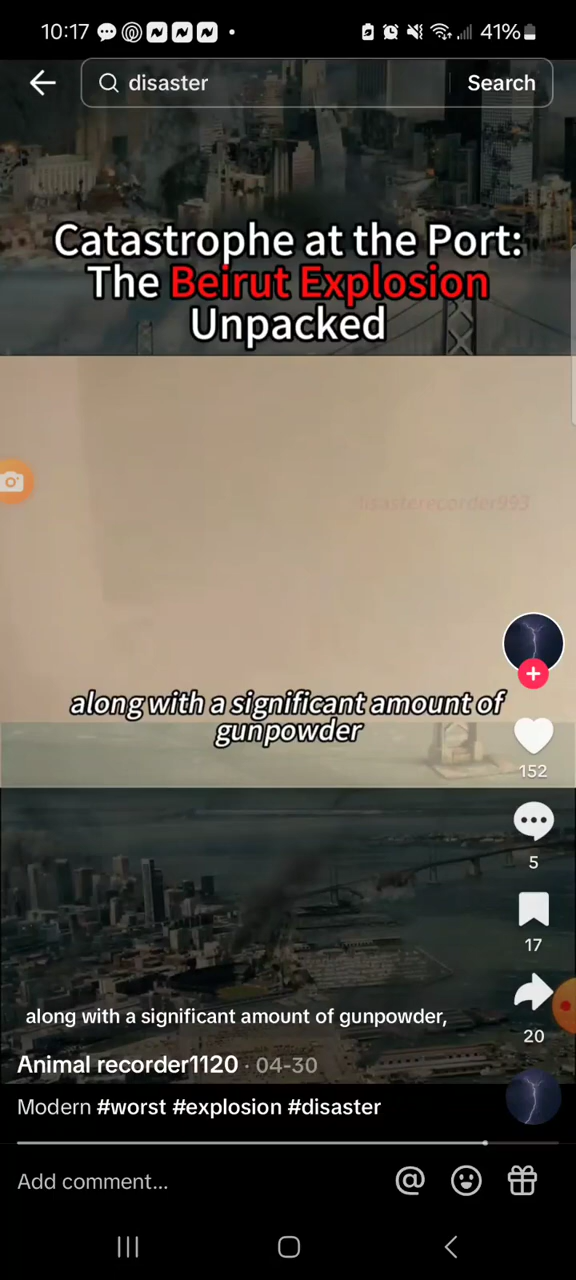 10:17
41%
disaster
Search
Catastrophe at the Port:
The Beirut Explosion
Unpacked
disasterecorder993
along with a significant amount of
gunpowder
152
5
17
20
along with a significant amount of gunpowder,
Animal recorder1120 · 04-30
Modern #worst #explosion #disaster
Add comment...